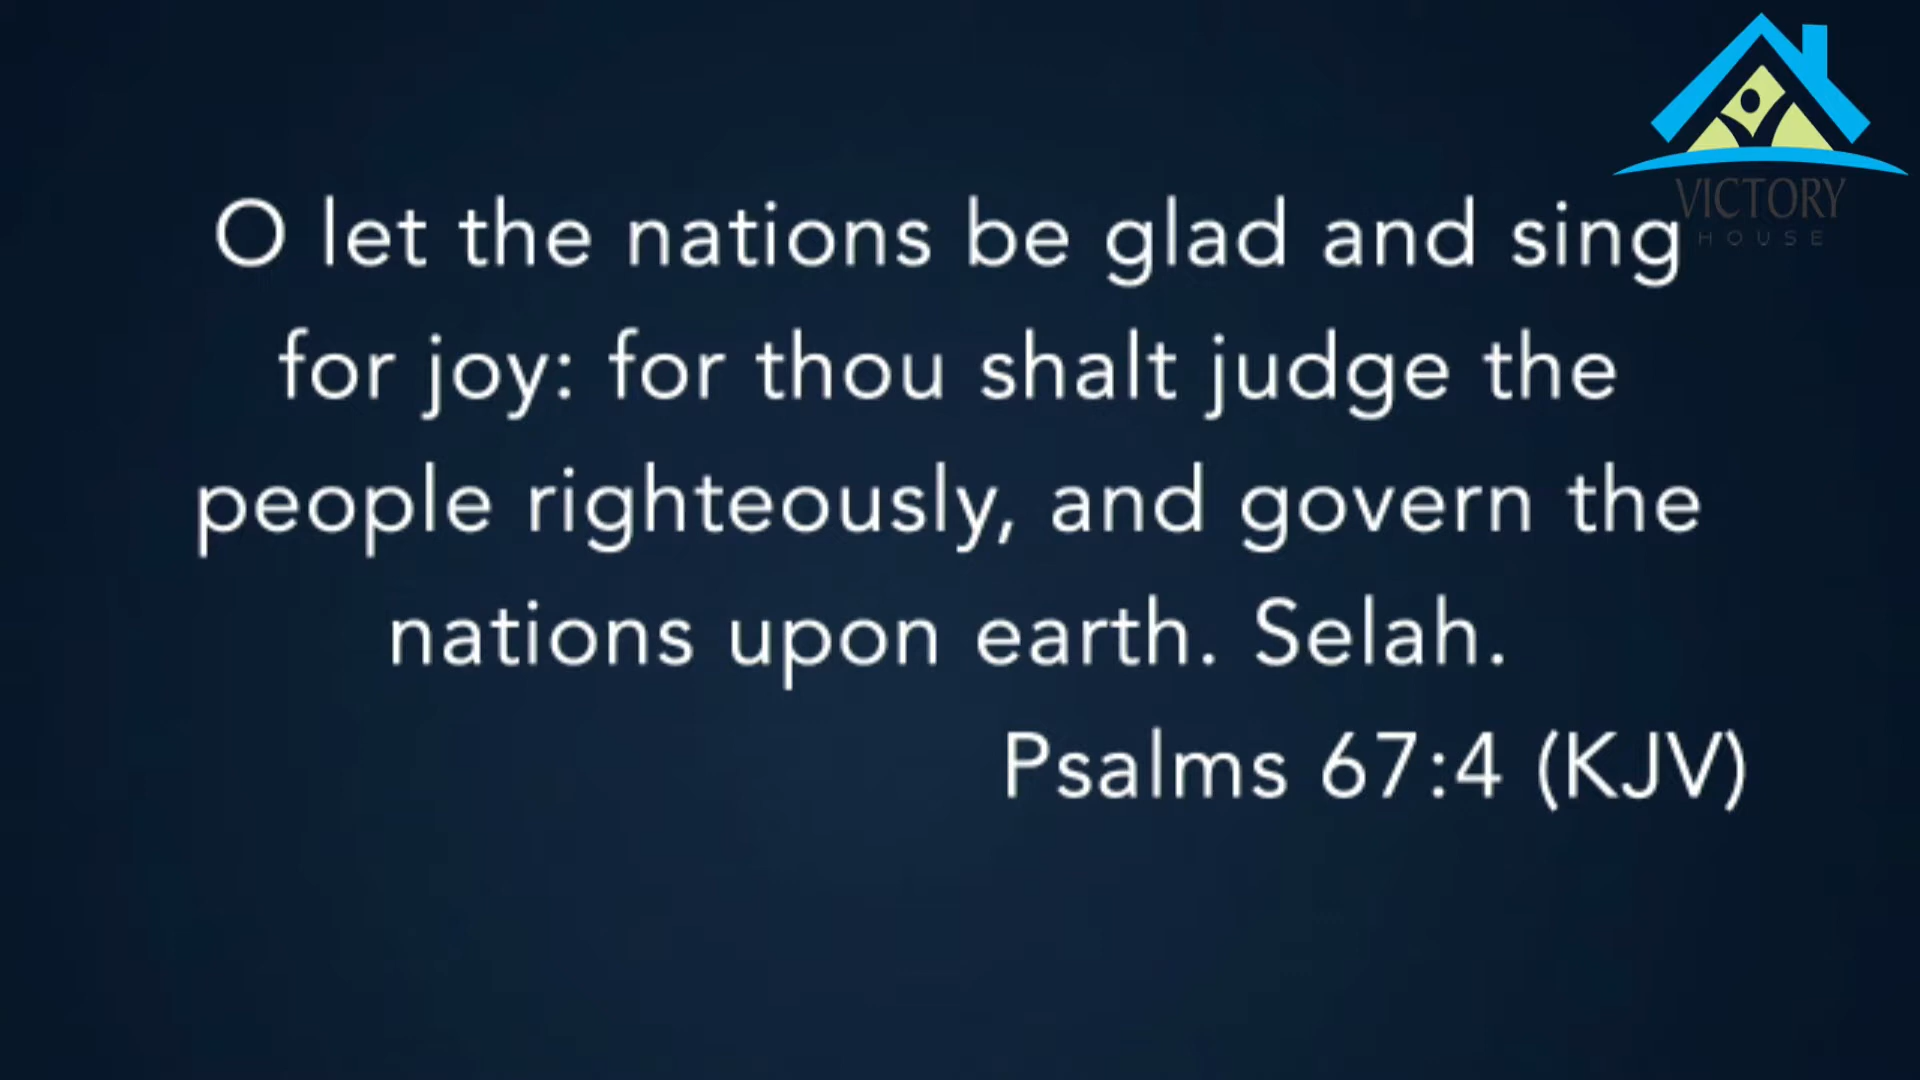 VICTORY
HOUSE
O let the nations be glad and sing
for joy: for thou shalt judge the
people righteously, and govern the
nations upon earth. Selah.
Psalms 67:4 (KJV)